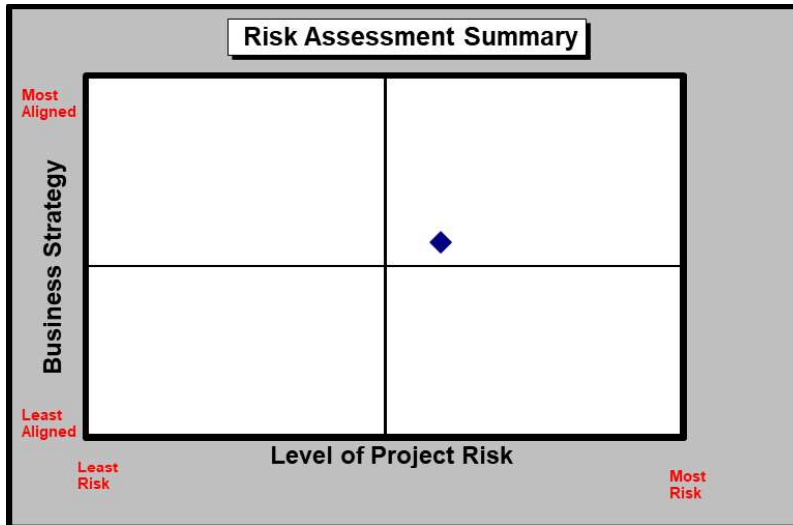 Risk Assessment Summary
Most
Aligned
Business Strategy
Least
Aligned
Level of Project Risk
Least
Risk
Most
Risk